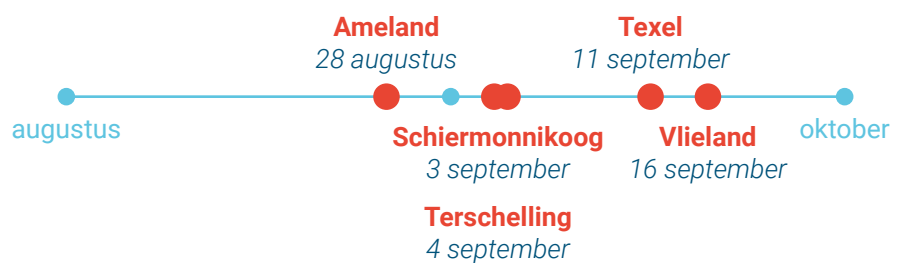 Ameland
28 augustus
Texel
11 september
augustus
oktober
Schiermonnikoog
3 september
Vlieland
16 september
Terschelling
4 september